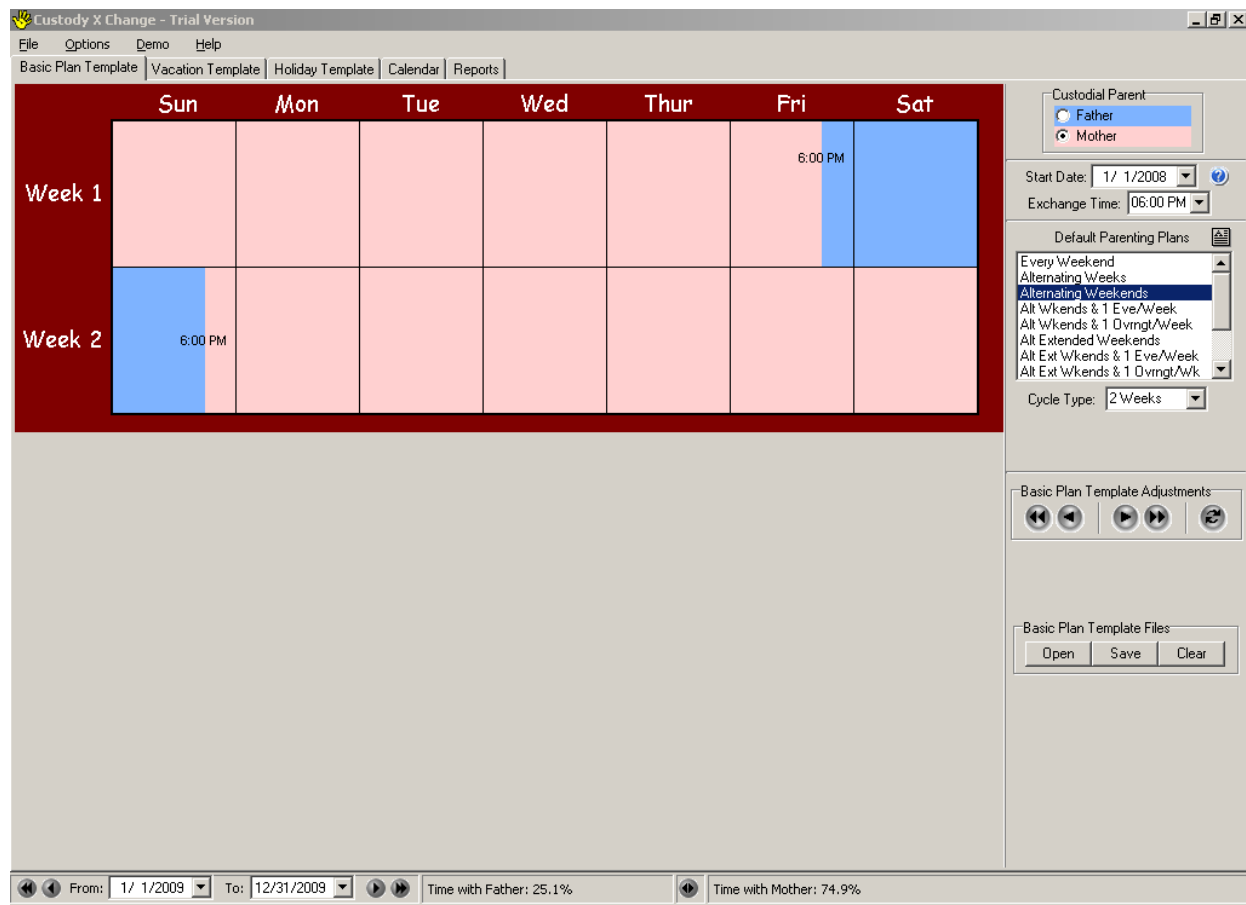 Custody X Change - Trial Version
File Options Demo Help
Basic Plan Template Vacation Template Holiday Template Calendar Reports
Sun Mon Tue Wed Thur Fri Sat
Week 1
6:00 PM
Week 2
6:00 PM
Custodial Parent
Father
Mother
Start Date: 1/ 1/2008
Exchange Time: 06:00 PM
Default Parenting Plans
Every Weekend
Alternating Weeks
Alternating Weekends
Alt Wkends & 1 Eve/Week
Alt Wkends & 1 Ovrngt/Week
Alt Extended Weekends
Alt Ext Wkends & 1 Eve/Week
Alt Ext Wkends & 1 Ovrngt/Wk
Cycle Type: 2 Weeks
Basic Plan Template Adjustments
Basic Plan Template Files
Open Save Clear
From: 1/ 1/2009 To: 12/31/2009 Time with Father: 25.1% Time with Mother: 74.9%